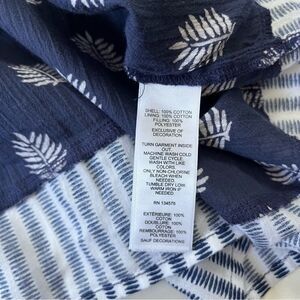 SHELL: 100% COTTON
LINING: 100% COTTON
FILLING: 100%
POLYESTER
EXCLUSIVE OF
DECORATION
TURN GARMENT INSIDE
OUT
MACHINE WASH COLD
GENTLE CYCLE
WASH WITH LIKE
COLORS
ONLY NON-CHLORINE
BLEACH WHEN
NEEDED
TUMBLE DRY LOW
WARM IRON IF
NEEDED
RN 134575
EXTÉRIEURE: 100%
COTON
DOUBLURE: 100%
COTON
REMBOURRAGE: 100%
POLYESTER
SAUF DÉCORATIONS